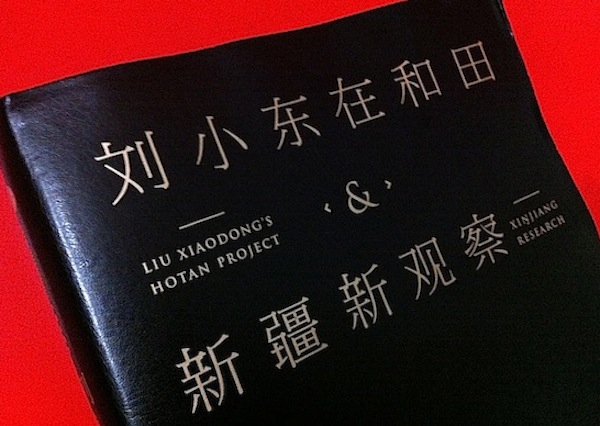 刘小东在和田
LIU XIAODONG'S
HOTAN PROJECT
‹ & ›
XINJIANG
RESEARCH
新疆新观察